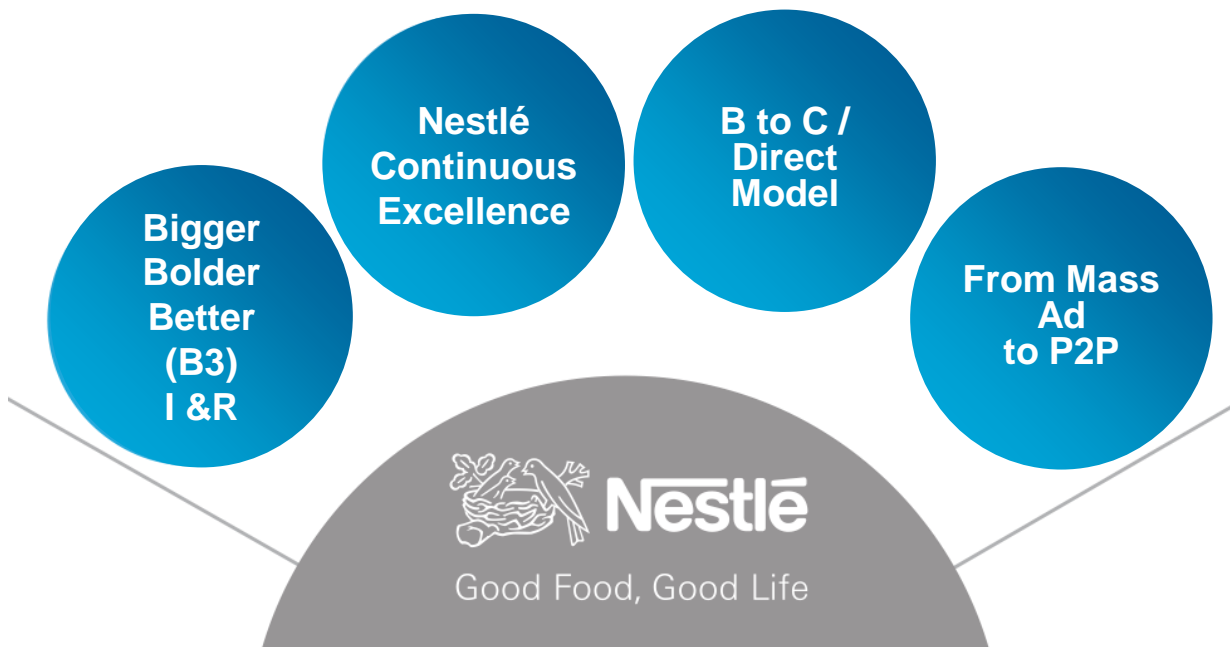 Bigger
Bolder
Better
(B3)
I &R
Nestlé
Continuous
Excellence
B to C /
Direct
Model
From Mass
Ad
to P2P
Nestlé
Good Food, Good Life